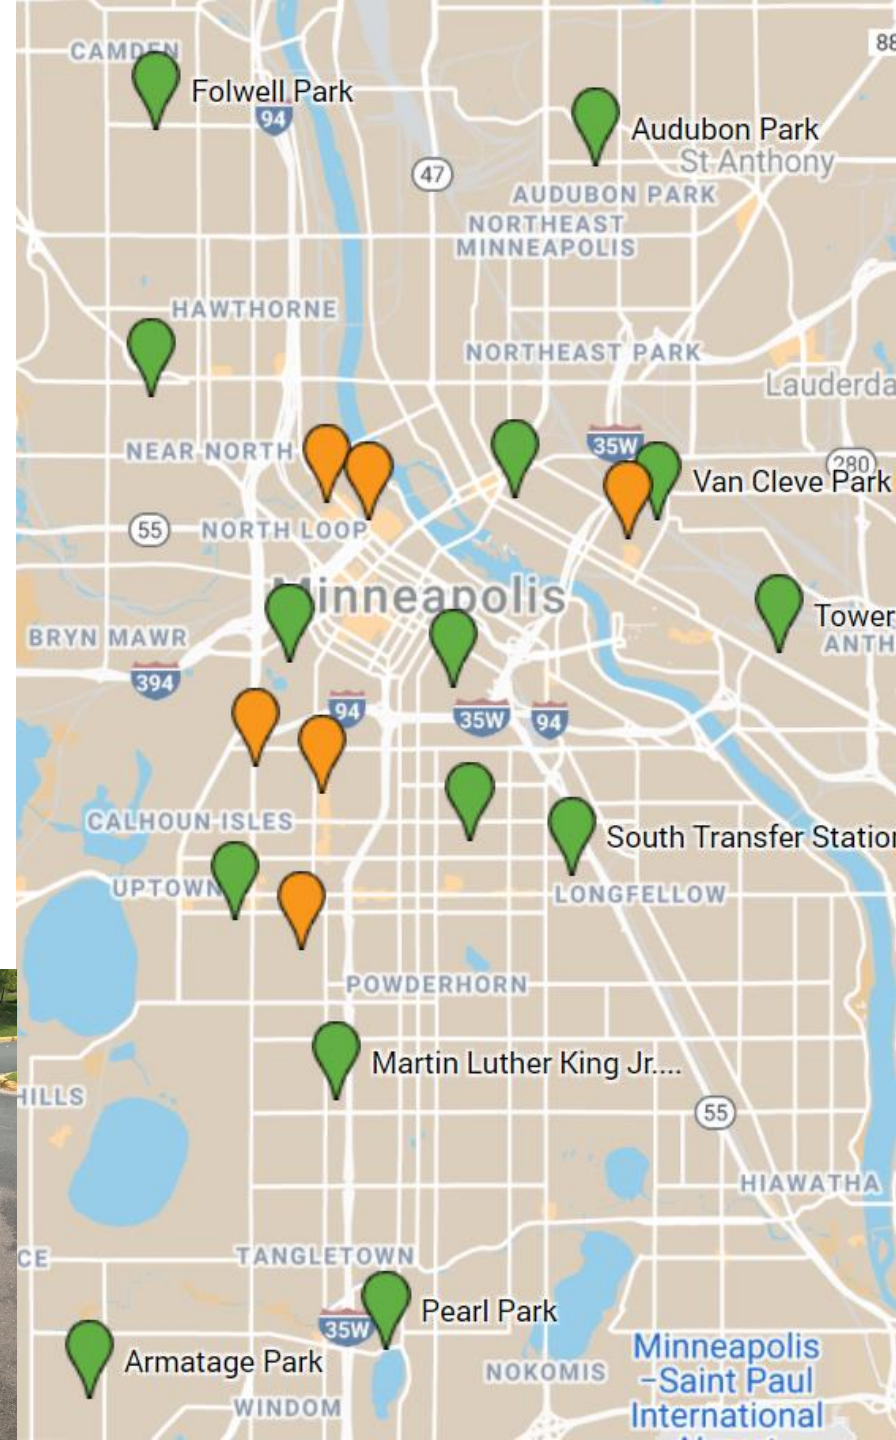 CAMDEN
Folwell Park
94
88
Audubon Park
St Anthony
47
AUDUBON PARK
NORTHEAST
MINNEAPOLIS
HAWTHORNE
NORTHEAST PARK
Lauderda
NEAR NORTH
35W
280
Van Cleve Park
55
NORTH LOOP
Minneapolis
Tower
ANTH
BRYN MAWR
394
94
35W
94
CALHOUN ISLES
South Transfer Station
UPTOWN
LONGFELLOW
POWDERHORN
Martin Luther King Jr....
HILLS
55
HIAWATHA
CE
TANGLETOWN
Pearl Park
35W
Armatage Park
Minneapolis
–Saint Paul
International
NOKOMIS
WINDOM